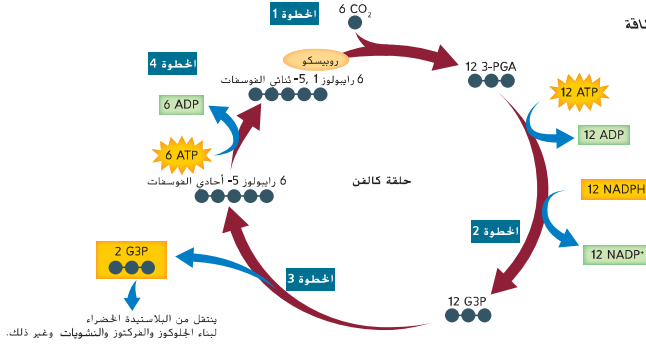 6 CO2
الخطوة 1
روبيسكو
6 رايبولوز 1 ,5- ثنائي الفوسفات
12 3-PGA
12 ATP
12 ADP
12 NADPH
12 NADP+
الخطوة 2
12 G3P
الخطوة 3
2 G3P
ينتقل من البلاستيدة الخضراء
لبناء الجلوكوز والفركتوز والنشويات وغير ذلك.
6 رايبولوز 5- أحادي الفوسفات
6 ATP
6 ADP
الخطوة 4
حلقة كالفن